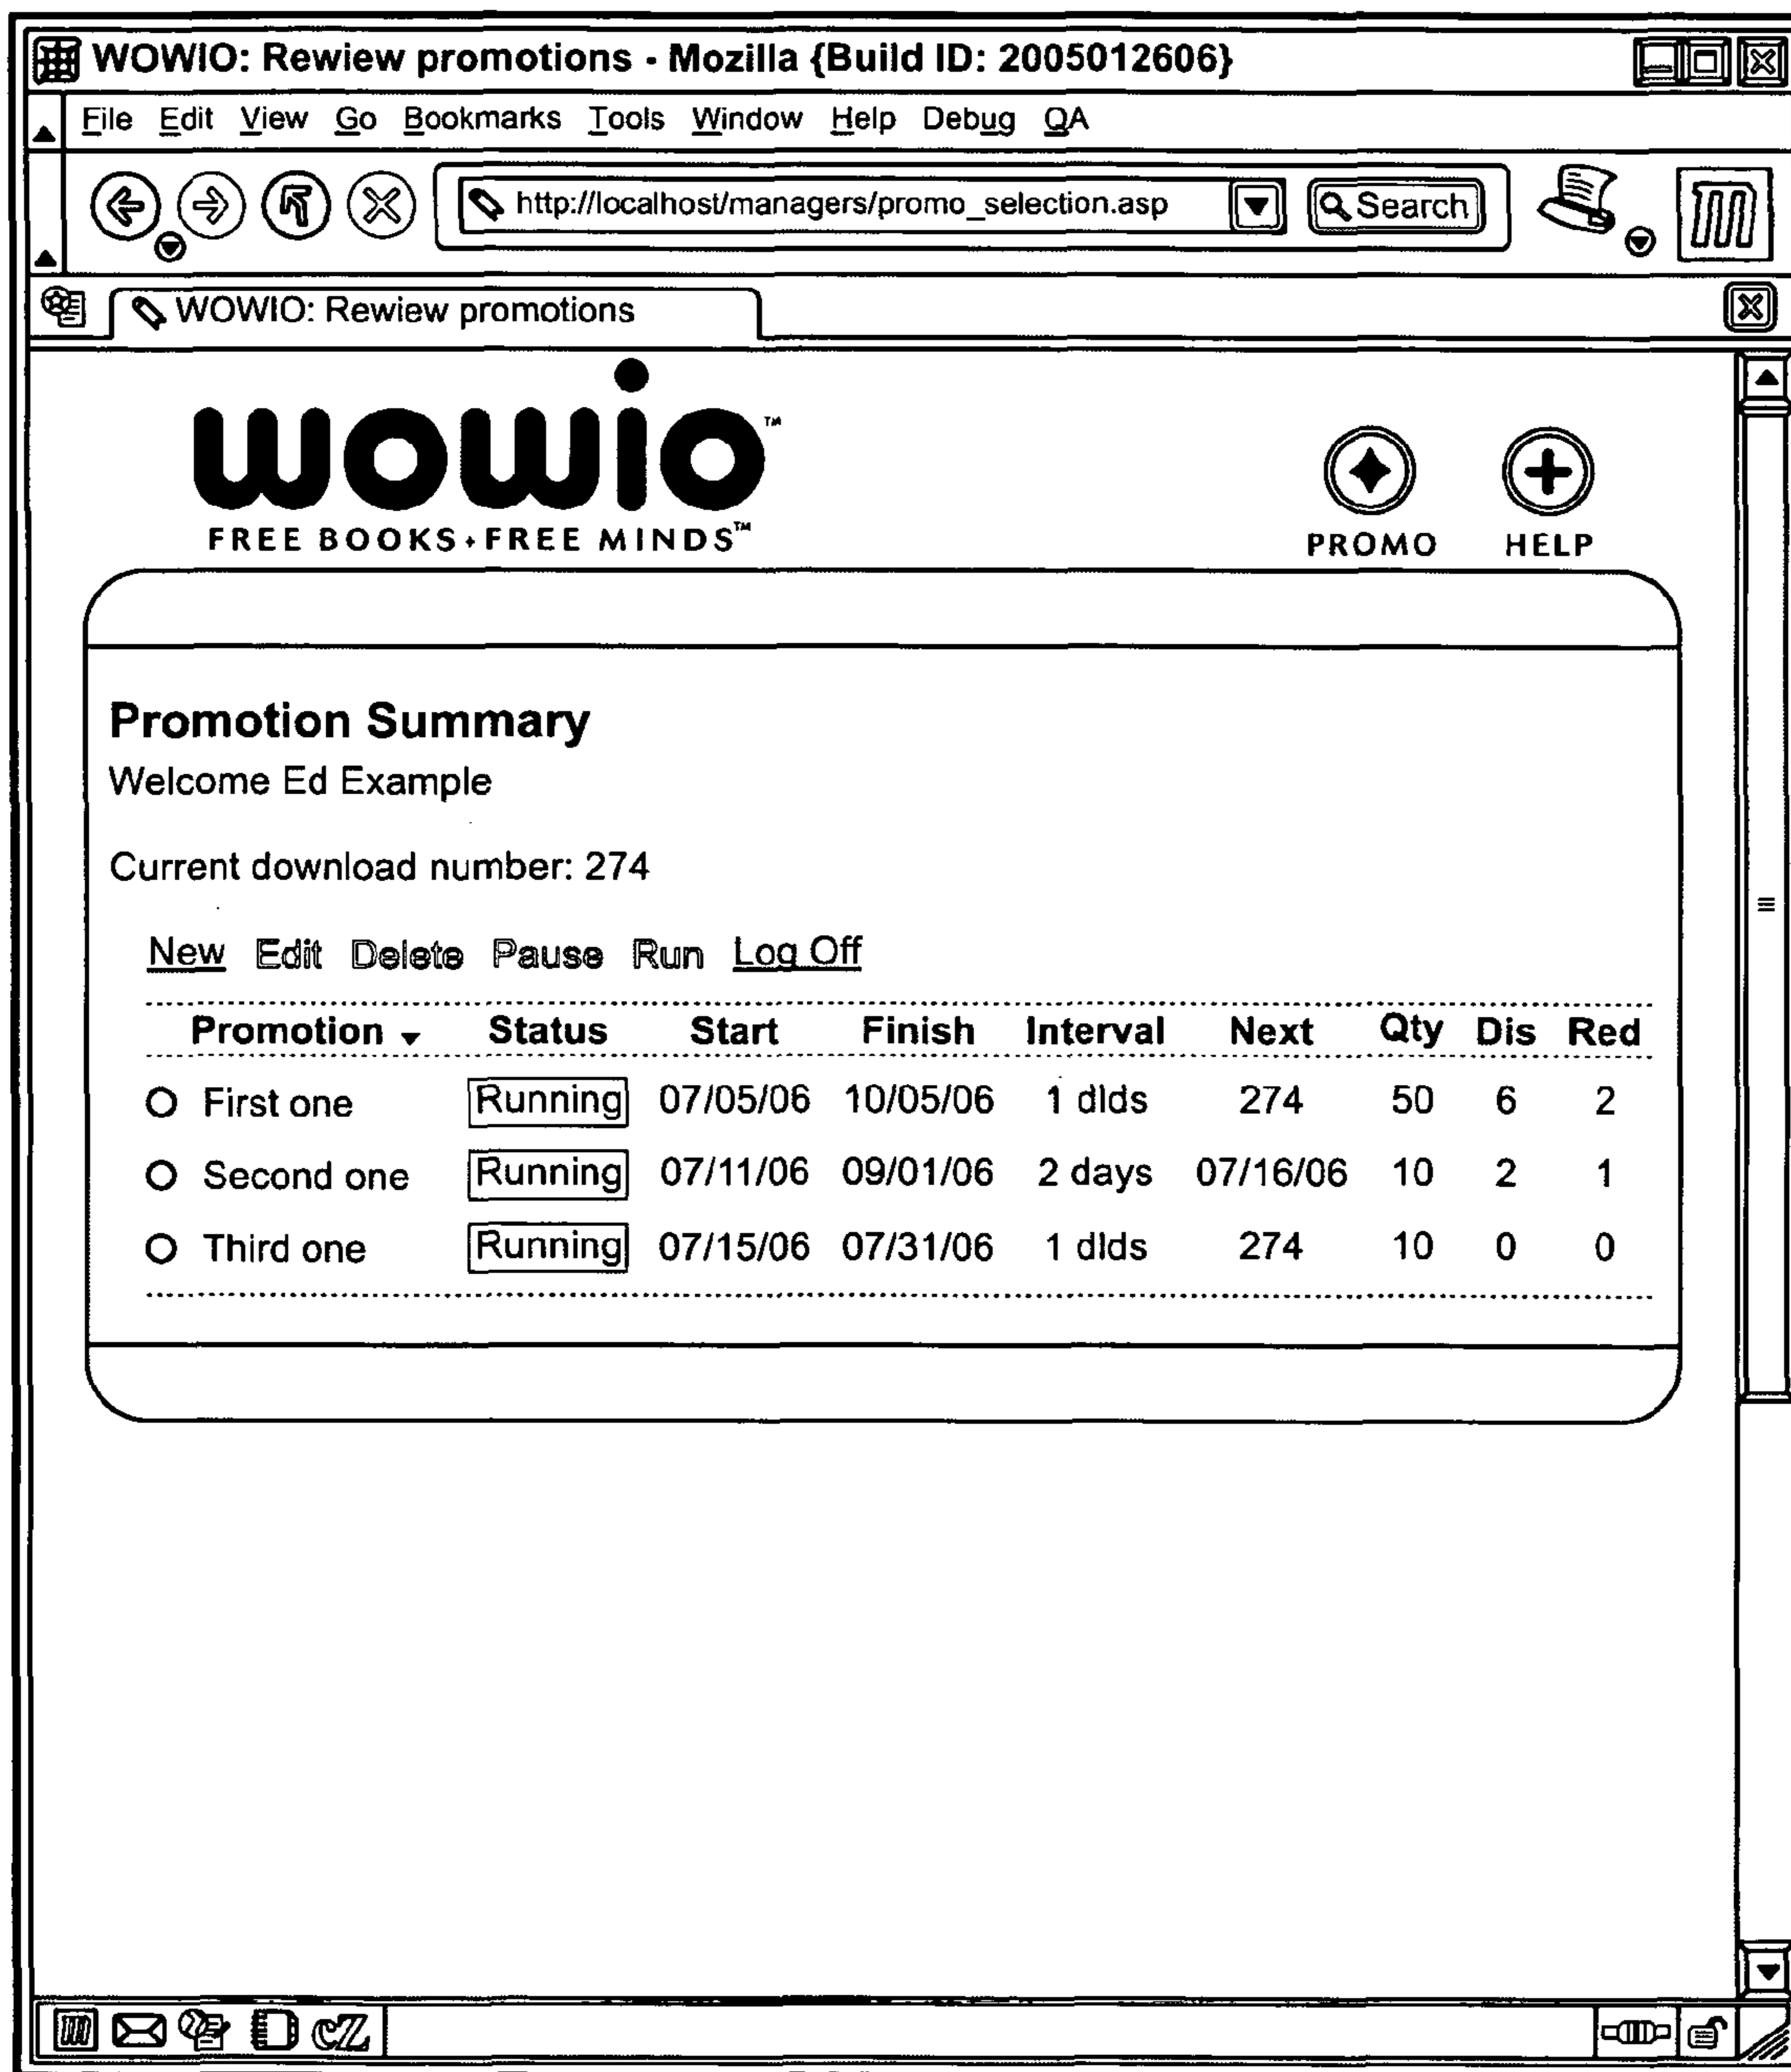 WOWIO: Rewiew promotions - Mozilla {Build ID: 2005012606}
File Edit View Go Bookmarks Tools Window Help Debug QA
http://localhost/managers/promo_selection.asp Search
WOWIO: Rewiew promotions
wowio™
FREE BOOKS • FREE MINDS™
PROMO HELP
Promotion Summary
Welcome Ed Example
Current download number: 274
New Edit Delete Pause Run Log Off
Promotion Status Start Finish Interval Next Qty Dis Red
First one Running 07/05/06 10/05/06 1 dlds 274 50 6 2
Second one Running 07/11/06 09/01/06 2 days 07/16/06 10 2 1
Third one Running 07/15/06 07/31/06 1 dlds 274 10 0 0
cZ